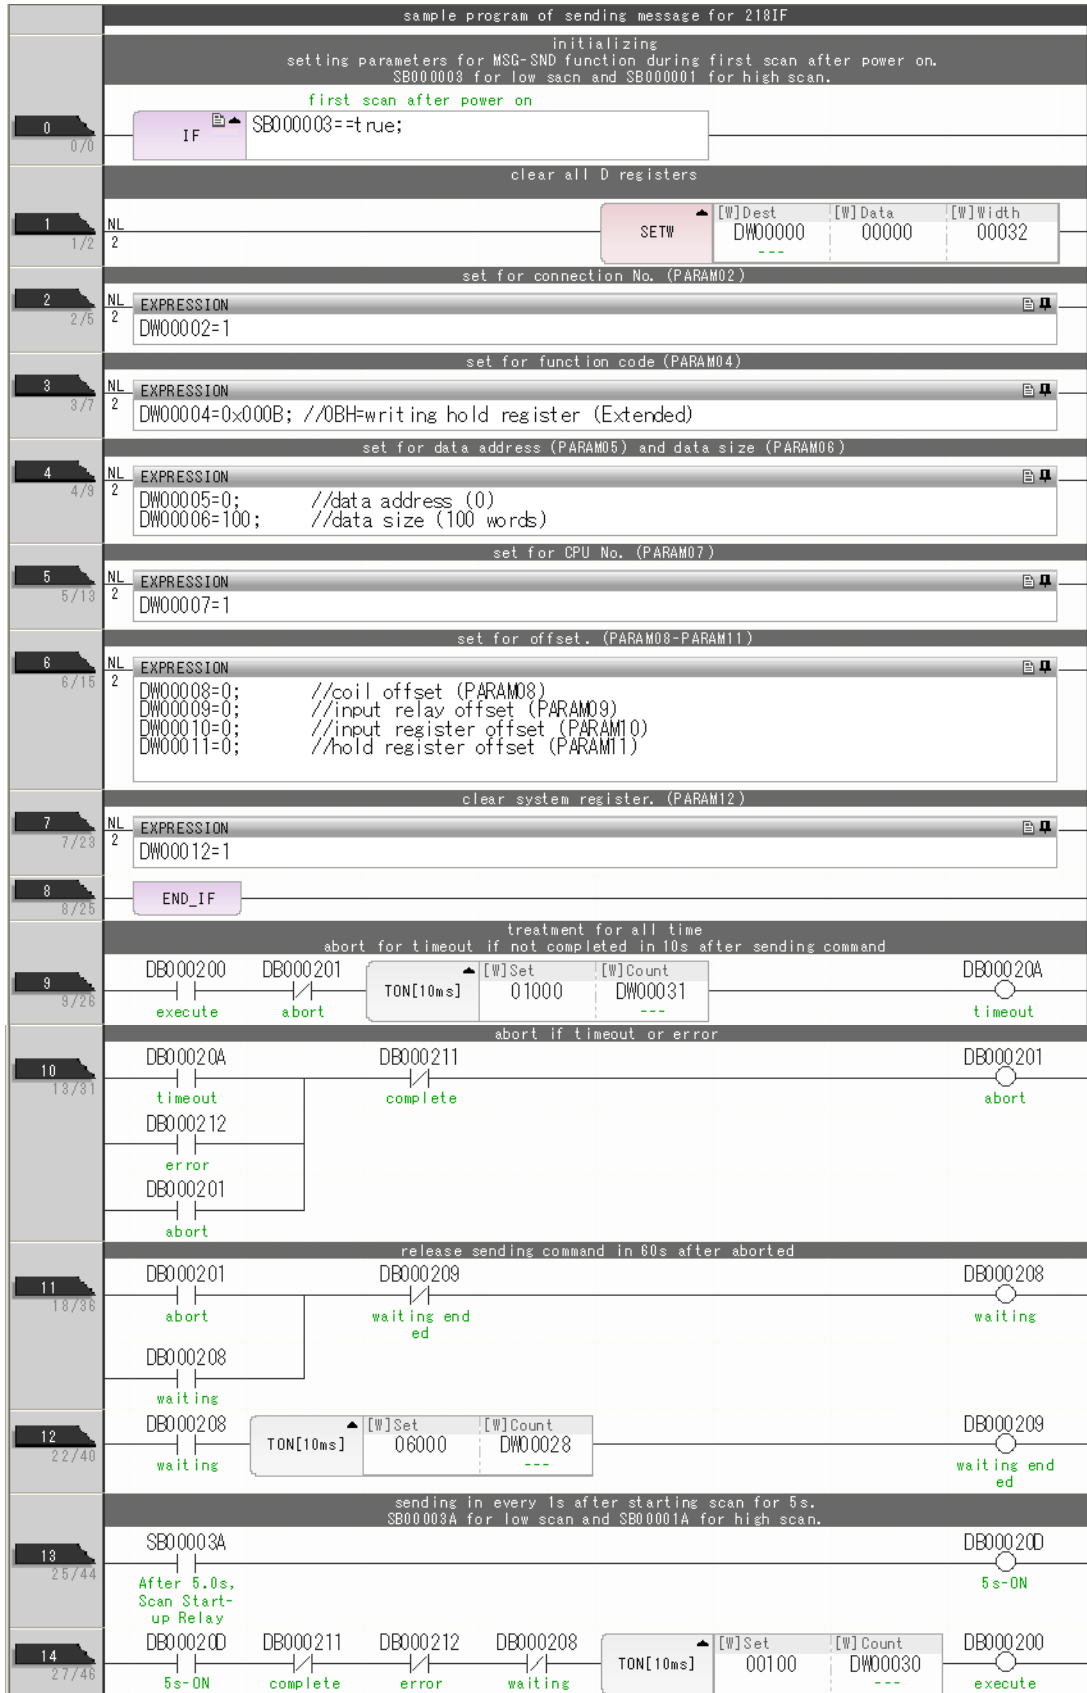 sample program of sending message for 218IF
initializing
setting parameters for MSG-SND function during first scan after power on.
SB000003 for low sacn and SB000001 for high scan.
first scan after power on
0
0/0
IF
SB000003==true;
clear all D registers
1
1/2
NL
2
SETW
[W]Dest
DW00000
---
[W]Data
00000
[W]Width
00032
set for connection No. (PARAM02)
2
2/5
NL
2
EXPRESSION
DW00002=1
set for function code (PARAM04)
3
3/7
NL
2
EXPRESSION
DW00004=0x000B; //0BH=writing hold register (Extended)
set for data address (PARAM05) and data size (PARAM06)
4
4/9
NL
2
EXPRESSION
DW00005=0; //data address (0)
DW00006=100; //data size (100 words)
set for CPU No. (PARAM07)
5
5/13
NL
2
EXPRESSION
DW00007=1
set for offset. (PARAM08-PARAM11)
6
6/15
NL
2
EXPRESSION
DW00008=0; //coil offset (PARAM08)
DW00009=0; //input relay offset (PARAM09)
DW00010=0; //input register offset (PARAM10)
DW00011=0; //hold register offset (PARAM11)
clear system register. (PARAM12)
7
7/23
NL
2
EXPRESSION
DW00012=1
8
8/25
END_IF
treatment for all time
abort for timeout if not completed in 10s after sending command
9
9/26
DB000200
execute
DB000201
abort
TON[10ms]
[W]Set
01000
[W]Count
DW00031
---
DB00020A
timeout
abort if timeout or error
10
13/31
DB00020A
timeout
DB000211
complete
DB000201
abort
DB000212
error
DB000201
abort
release sending command in 60s after aborted
11
18/36
DB000201
abort
DB000209
waiting end
ed
DB000208
waiting
DB000208
waiting
12
22/40
DB000208
waiting
TON[10ms]
[W]Set
06000
[W]Count
DW00028
---
DB000209
waiting end
ed
sending in every 1s after starting scan for 5s.
SB00003A for low scan and SB00001A for high scan.
13
25/44
SB00003A
After 5.0s,
Scan Start-
up Relay
DB00020D
5s-ON
14
27/46
DB00020D
5s-ON
DB000211
complete
DB000212
error
DB000208
waiting
TON[10ms]
[W]Set
00100
[W]Count
DW00030
---
DB000200
execute